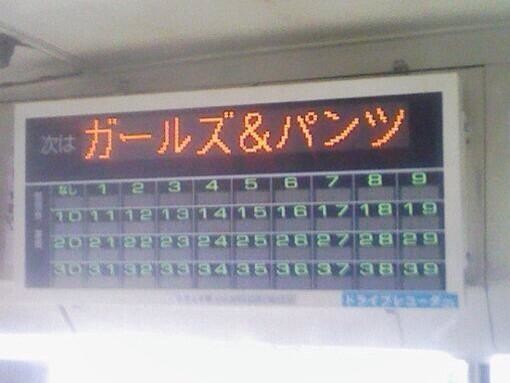 次は ガールズ&パンツ
なし 1 2 3 4 5 6 7 8 9
10 11 12 13 14 15 16 17 18 19
20 21 22 23 24 25 26 27 28 29
30 31 32 33 34 35 36 37 38 39
ドライブレコーダー